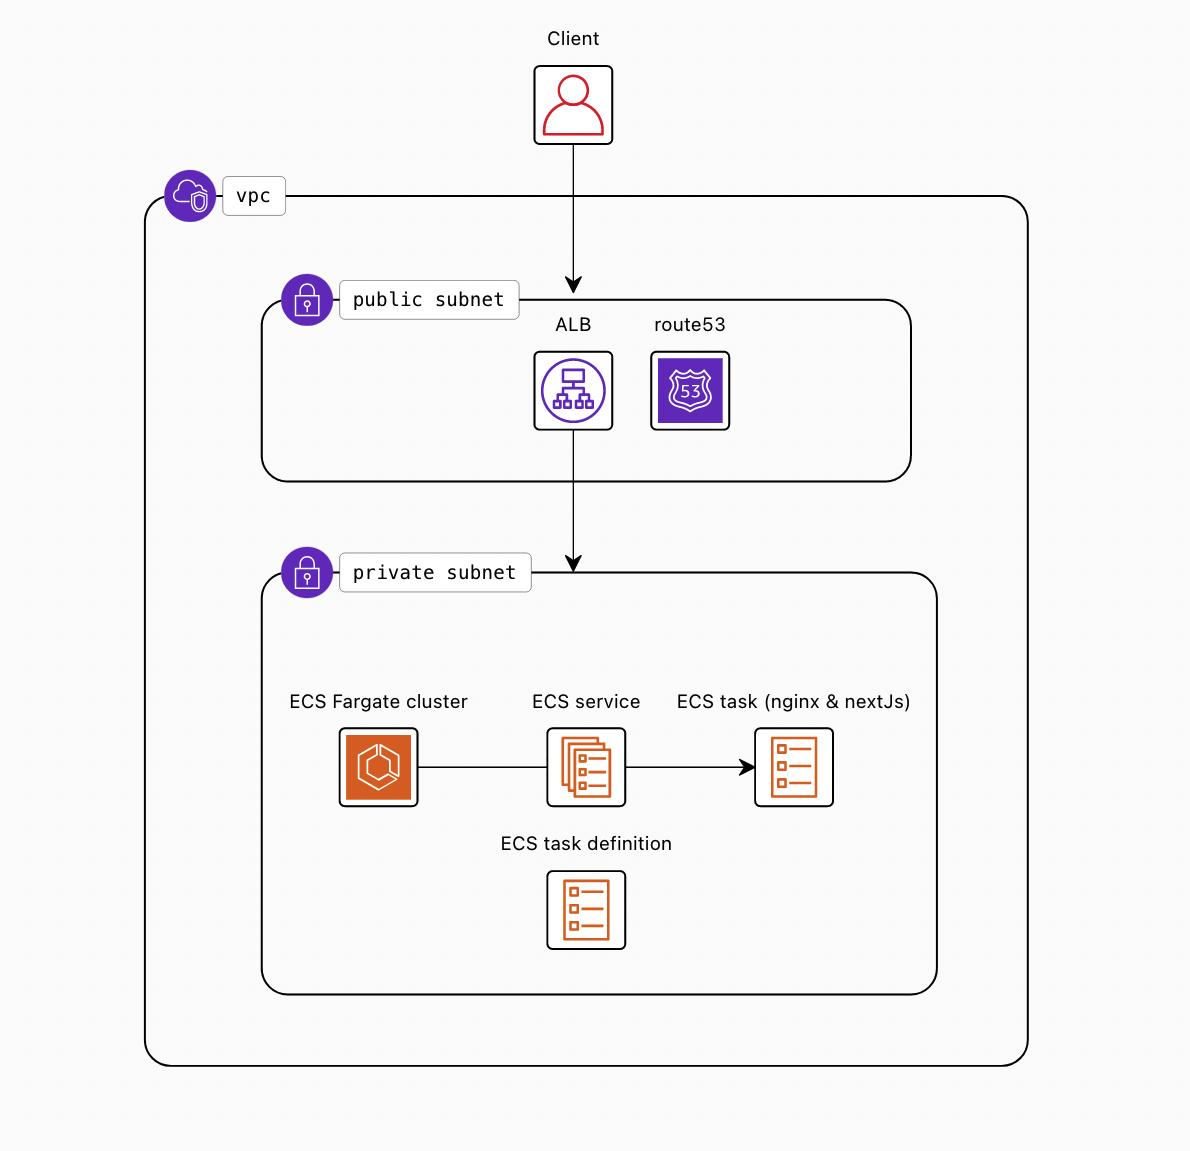 Client
vpc
public subnet
ALB
route53
53
private subnet
ECS Fargate cluster
ECS service
ECS task (nginx & nextJs)
ECS task definition